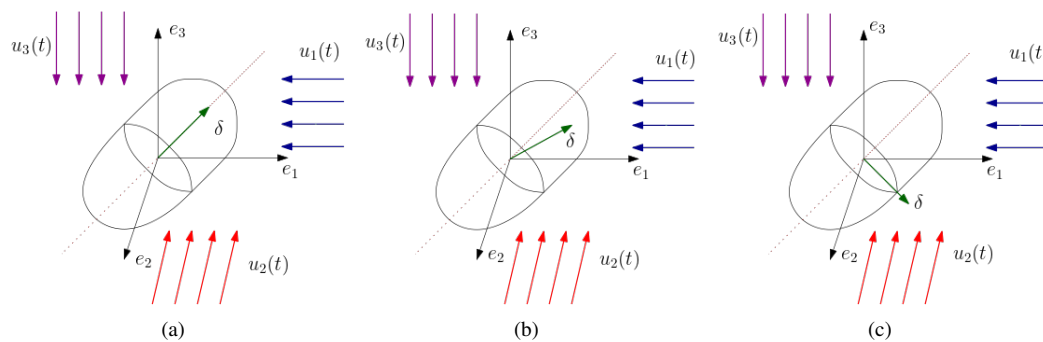 u₃(t)
e₃
u₁(t)
δ
e₁
e₂
u₂(t)
(a)
u₃(t)
e₃
u₁(t)
δ
e₁
e₂
u₂(t)
(b)
u₃(t)
e₃
u₁(t)
e₁
δ
e₂
u₂(t)
(c)